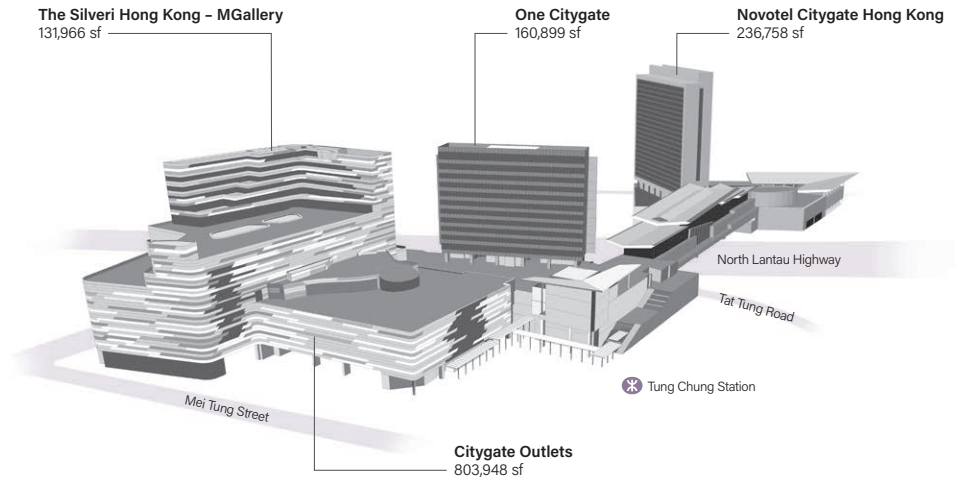 The Silveri Hong Kong – MGallery
131,966 sf
One Citygate
160,899 sf
Novotel Citygate Hong Kong
236,758 sf
North Lantau Highway
Tat Tung Road
Tung Chung Station
Mei Tung Street
Citygate Outlets
803,948 sf